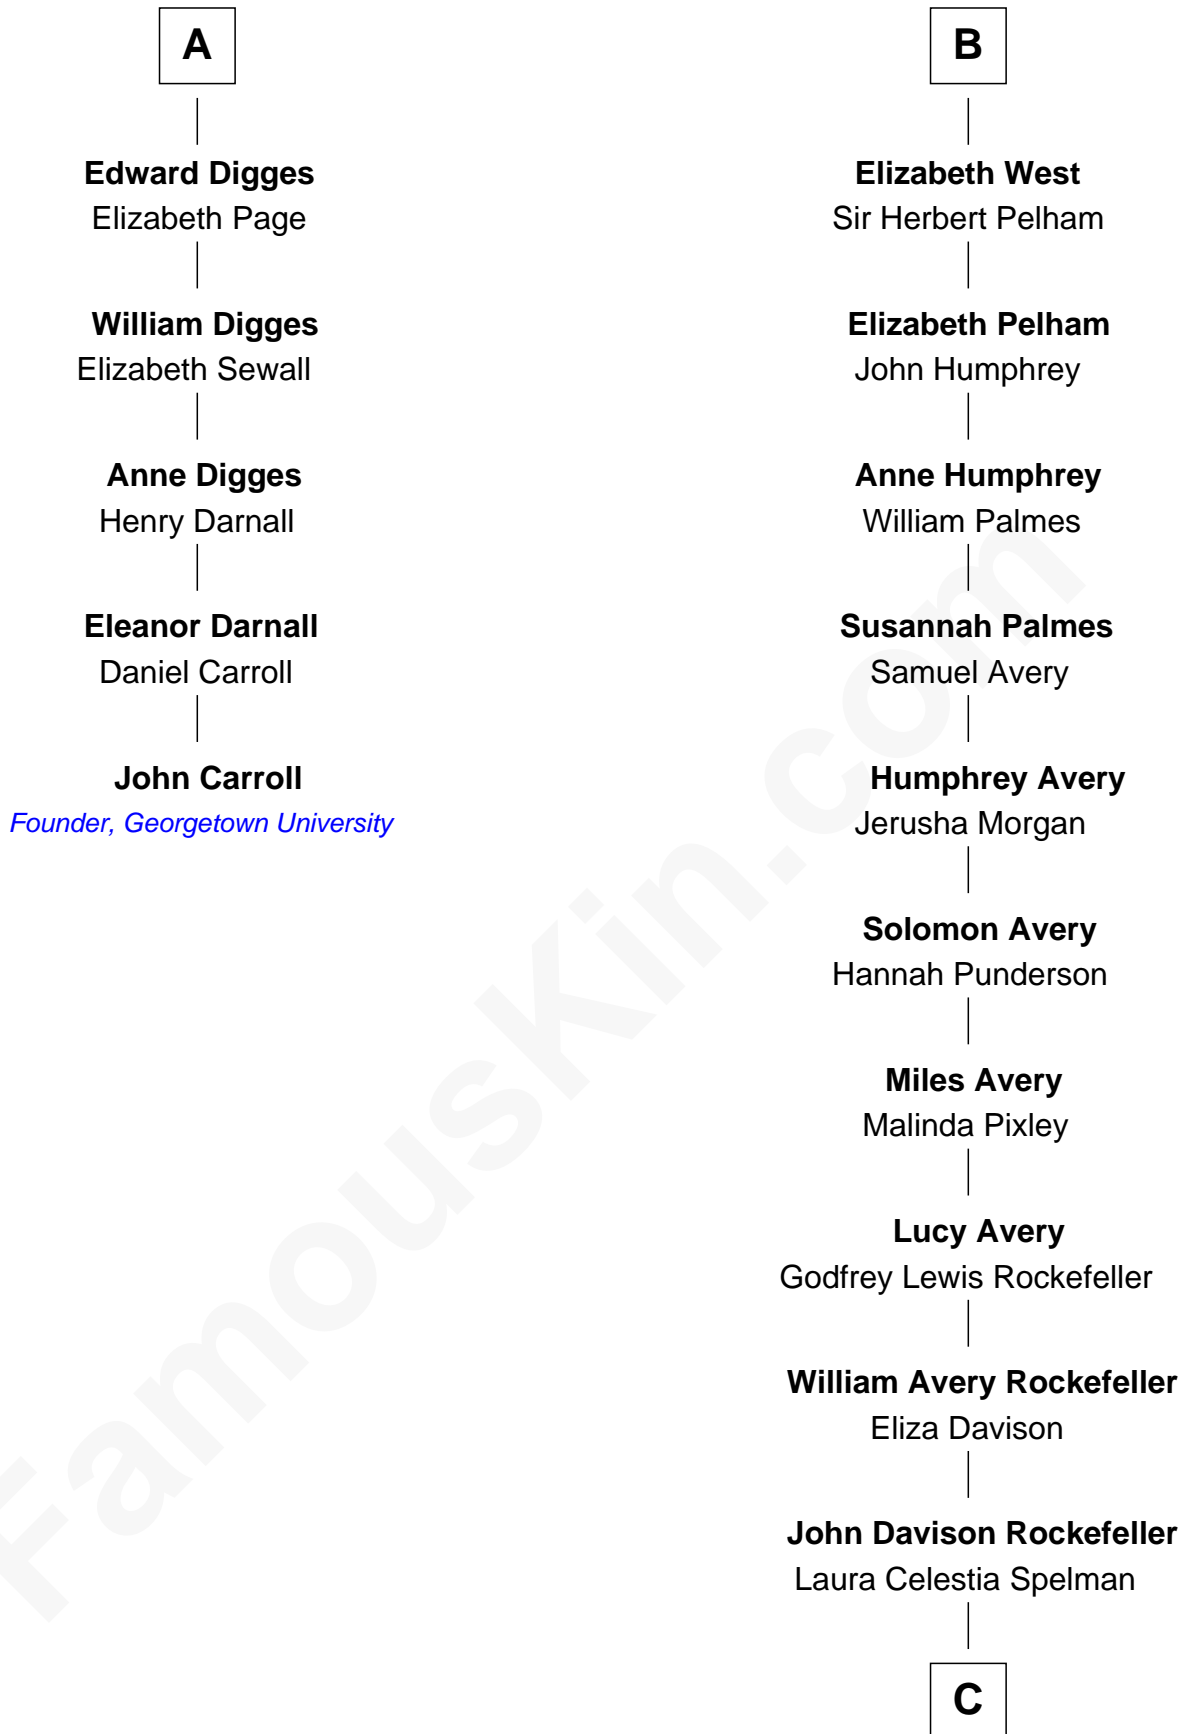 A
Edward Digges
Elizabeth Page
William Digges
Elizabeth Sewall
Anne Digges
Henry Darnall
Eleanor Darnall
Daniel Carroll
John Carroll
Founder, Georgetown University
B
Elizabeth West
Sir Herbert Pelham
Elizabeth Pelham
John Humphrey
Anne Humphrey
William Palmes
Susannah Palmes
Samuel Avery
Humphrey Avery
Jerusha Morgan
Solomon Avery
Hannah Punderson
Miles Avery
Malinda Pixley
Lucy Avery
Godfrey Lewis Rockefeller
William Avery Rockefeller
Eliza Davison
John Davison Rockefeller
Laura Celestia Spelman
C
FamousKin.com